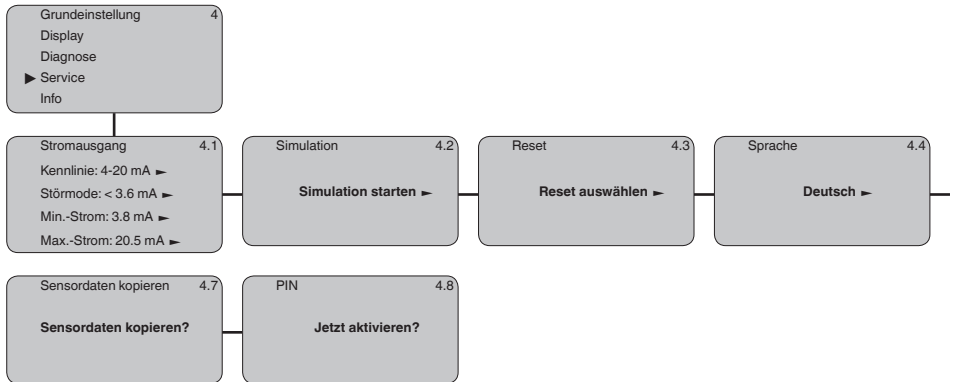 Grundeinstellung 4
Display
Diagnose
▶ Service
Info
Stromausgang 4.1
Kennlinie: 4-20 mA ►
Störmode: < 3.6 mA ►
Min.-Strom: 3.8 mA ►
Max.-Strom: 20.5 mA ►
Simulation 4.2
Simulation starten ►
Reset 4.3
Reset auswählen ►
Sprache 4.4
Deutsch ►
Sensordaten kopieren 4.7
Sensordaten kopieren?
PIN 4.8
Jetzt aktivieren?